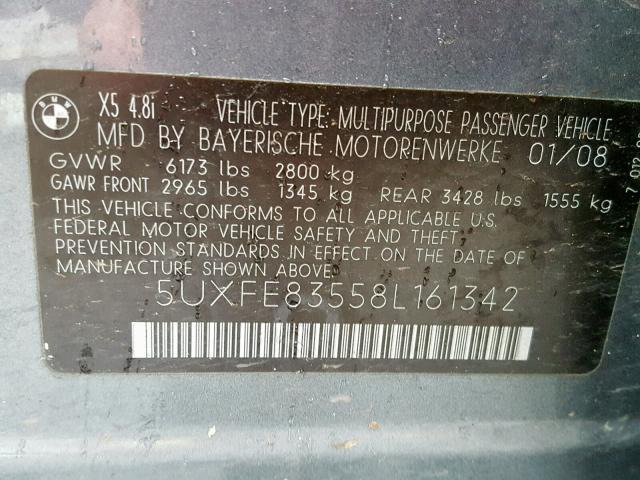 BMW
X5 4.8i VEHICLE TYPE: MULTIPURPOSE PASSENGER VEHICLE
MFD BY BAYERISCHE MOTORENWERKE 01/08
GVWR 6173 lbs 2800 kg
GAWR FRONT 2965 lbs 1345 kg REAR 3428 lbs 1555 kg
THIS VEHICLE CONFORMS TO ALL APPLICABLE U.S.
FEDERAL MOTOR VEHICLE SAFETY AND THEFT
PREVENTION STANDARDS IN EFFECT ON THE DATE OF
MANUFACTURE SHOWN ABOVE.
5UXFE83558L161342